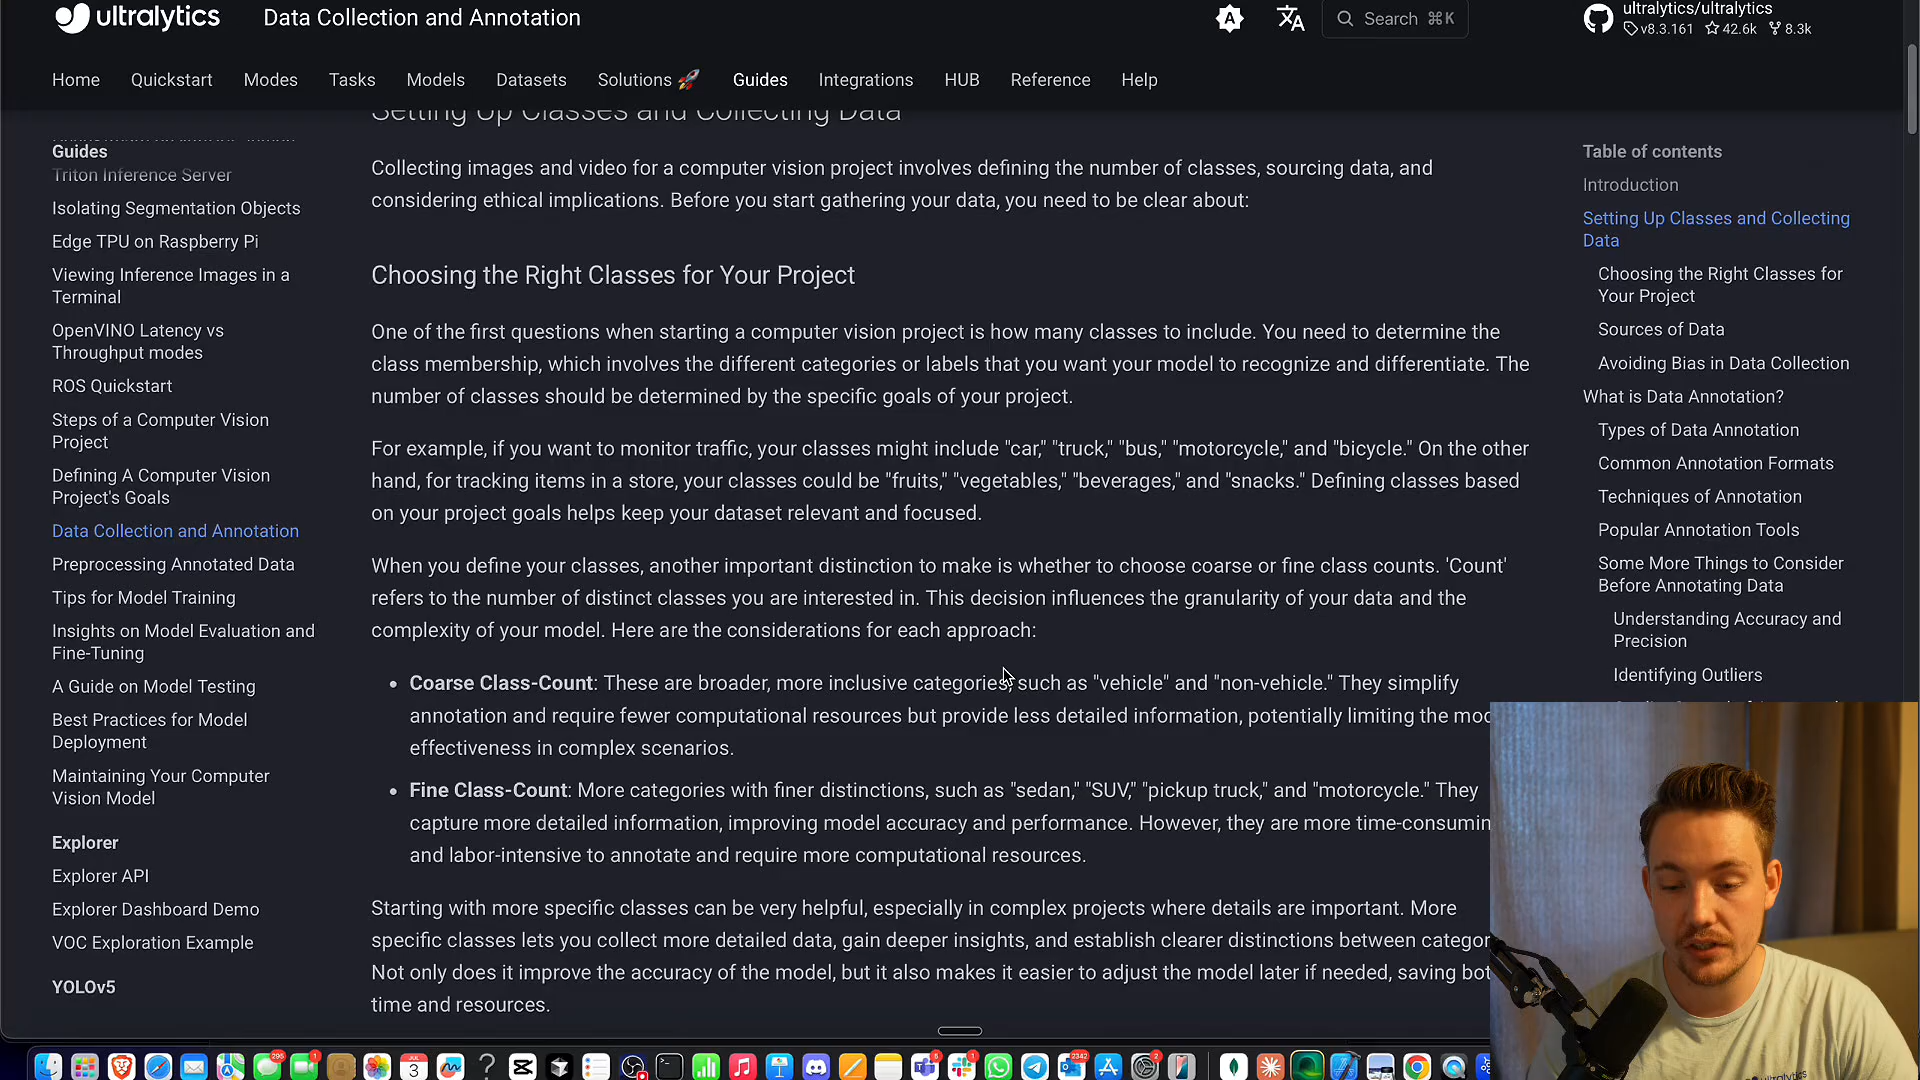 ultralytics
Data Collection and Annotation
A
Search ⌘K
ultralytics/ultralytics
v8.3.161 42.6k 8.3k
Home Quickstart Modes Tasks Models Datasets Solutions 🚀 Guides Integrations HUB Reference Help
Guides
Triton Inference Server
Isolating Segmentation Objects
Edge TPU on Raspberry Pi
Viewing Inference Images in a
Terminal
OpenVINO Latency vs
Throughput modes
ROS Quickstart
Steps of a Computer Vision
Project
Defining A Computer Vision
Project's Goals
Data Collection and Annotation
Preprocessing Annotated Data
Tips for Model Training
Insights on Model Evaluation and
Fine-Tuning
A Guide on Model Testing
Best Practices for Model
Deployment
Maintaining Your Computer
Vision Model
Explorer
Explorer API
Explorer Dashboard Demo
VOC Exploration Example
YOLOv5
Setting Up Classes and Collecting Data
Collecting images and video for a computer vision project involves defining the number of classes, sourcing data, and
considering ethical implications. Before you start gathering your data, you need to be clear about:
Choosing the Right Classes for Your Project
One of the first questions when starting a computer vision project is how many classes to include. You need to determine the
class membership, which involves the different categories or labels that you want your model to recognize and differentiate. The
number of classes should be determined by the specific goals of your project.
For example, if you want to monitor traffic, your classes might include "car," "truck," "bus," "motorcycle," and "bicycle." On the other
hand, for tracking items in a store, your classes could be "fruits," "vegetables," "beverages," and "snacks." Defining classes based
on your project goals helps keep your dataset relevant and focused.
When you define your classes, another important distinction to make is whether to choose coarse or fine class counts. 'Count'
refers to the number of distinct classes you are interested in. This decision influences the granularity of your data and the
complexity of your model. Here are the considerations for each approach:
• Coarse Class-Count: These are broader, more inclusive categories, such as "vehicle" and "non-vehicle." They simplify
annotation and require fewer computational resources but provide less detailed information, potentially limiting the
effectiveness in complex scenarios.
• Fine Class-Count: More categories with finer distinctions, such as "sedan," "SUV," "pickup truck," and "motorcycle." They
capture more detailed information, improving model accuracy and performance. However, they are more time-consumin
and labor-intensive to annotate and require more computational resources.
Starting with more specific classes can be very helpful, especially in complex projects where details are important. More
specific classes lets you collect more detailed data, gain deeper insights, and establish clearer distinctions between categor
Not only does it improve the accuracy of the model, but it also makes it easier to adjust the model later if needed, saving bot
time and resources.
Table of contents
Introduction
Setting Up Classes and Collecting
Data
Choosing the Right Classes for
Your Project
Sources of Data
Avoiding Bias in Data Collection
What is Data Annotation?
Types of Data Annotation
Common Annotation Formats
Techniques of Annotation
Popular Annotation Tools
Some More Things to Consider
Before Annotating Data
Understanding Accuracy and
Precision
Identifying Outliers
JUL
3
ultralytics